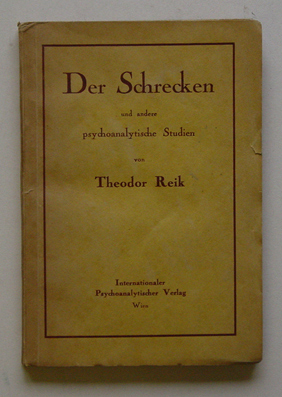 Der Schrecken
und andere
psychoanalytische Studien
von
Theodor Reik
Internationaler
Psychoanalytischer Verlag
Wien